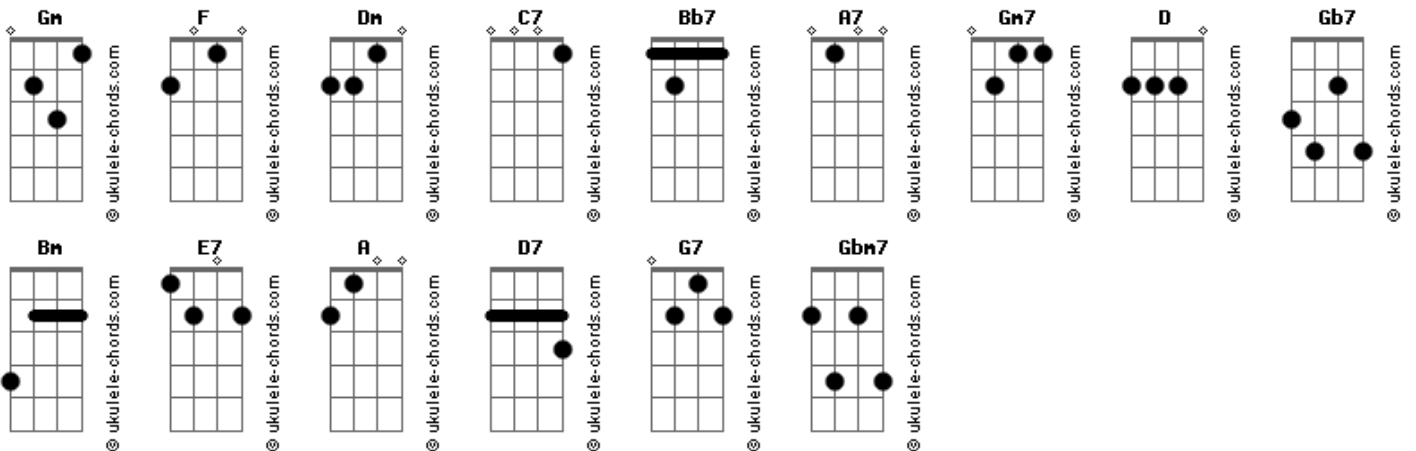 Gm F Dm C7 Bb7 A7 Gm7 D Gb7
© ukulele-chords.com © ukulele-chords.com © ukulele-chords.com © ukulele-chords.com © ukulele-chords.com © ukulele-chords.com © ukulele-chords.com © ukulele-chords.com © ukulele-chords.com
Bm E7 A D7 G7 Gbm7
© ukulele-chords.com © ukulele-chords.com © ukulele-chords.com © ukulele-chords.com © ukulele-chords.com © ukulele-chords.com